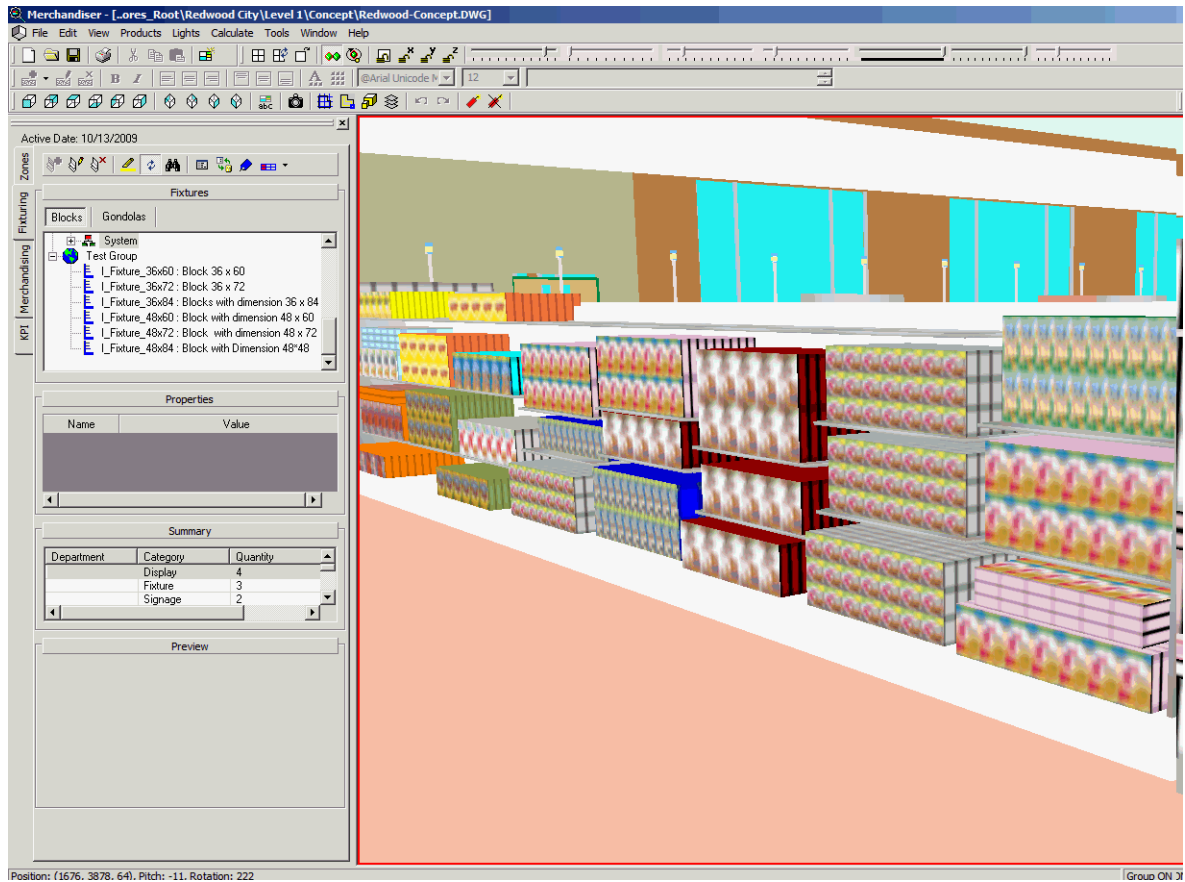 Merchandiser - [..ores_Root\Redwood City\Level 1\Concept\Redwood-Concept.DWG]
File Edit View Products Lights Calculate Tools Window Help
x y z
B I A @Arial Unicode M 12
abc
Active Date: 10/13/2009
Zones
Fixturing
Merchandising
KPI
Fixtures
Blocks Gondolas
System
Test Group
I_Fixture_36x60 : Block 36 x 60
I_Fixture_36x72 : Block 36 x 72
I_Fixture_36x84 : Blocks with dimension 36 x 84
I_Fixture_48x60 : Block with dimension 48 x 60
I_Fixture_48x72 : Block with dimension 48 x 72
I_Fixture_48x84 : Block with Dimension 48*48
Properties
Name Value
Summary
Department Category Quantity
Display 4
Fixture 3
Signage 2
Preview
Position: (1676, 3878, 64), Pitch: -11, Rotation: 222
Group ON